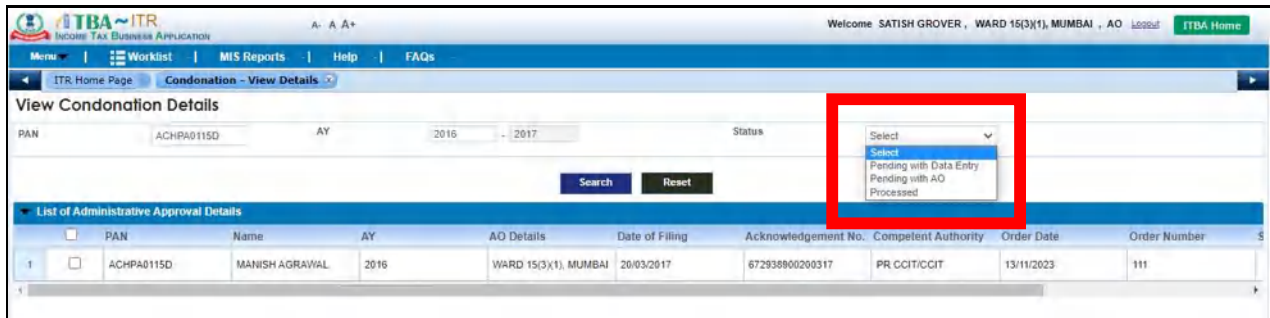 ITBA~ITR
INCOME TAX BUSINESS APPLICATION
A- A A+
Welcome SATISH GROVER , WARD 15(3)(1), MUMBAI , AO Logout ITBA Home
Menu | Worklist | MIS Reports | Help | FAQs
ITR Home Page Condonation - View Details
View Condonation Details
PAN ACHPA0115D AY 2016 - 2017 Status Select
Select
Pending with Data Entry
Pending with AO
Processed
Search Reset
List of Administrative Approval Details
PAN Name AY AO Details Date of Filing Acknowledgement No. Competent Authority Order Date Order Number S
1 ACHPA0115D MANISH AGRAWAL 2016 WARD 15(3)(1), MUMBAI 20/03/2017 672938900200317 PR.CCIT/CCIT 13/11/2023 111